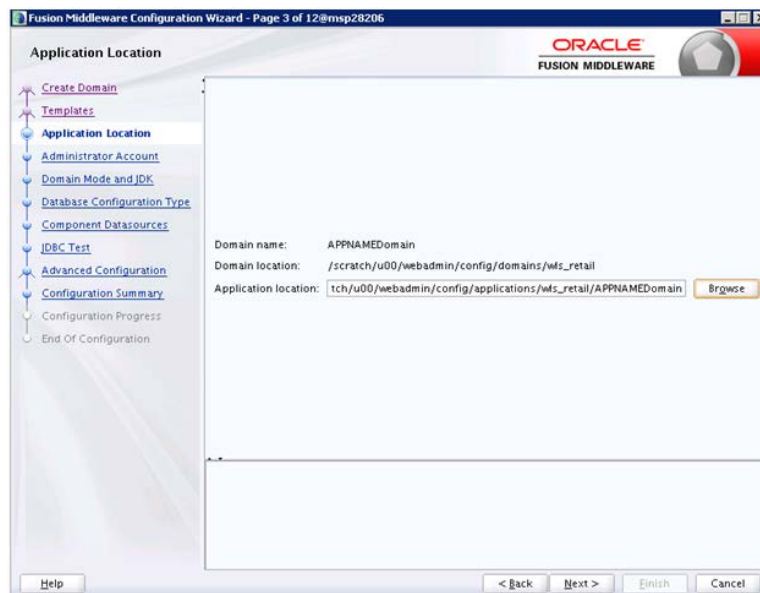 Fusion Middleware Configuration Wizard - Page 3 of 12@msp28206
Application Location
ORACLE
FUSION MIDDLEWARE
Create Domain
Templates
Application Location
Administrator Account
Domain Mode and JDK
Database Configuration Type
Component Datasources
JDBC Test
Advanced Configuration
Configuration Summary
Configuration Progress
End Of Configuration
Domain name: APPNAMEDomain
Domain location: /scratch/u00/webadmin/config/domains/wls_retail
Application location: tch/u00/webadmin/config/applications/wls_retail/APPNAMEDomain Browse
Help < Back Next > Finish Cancel